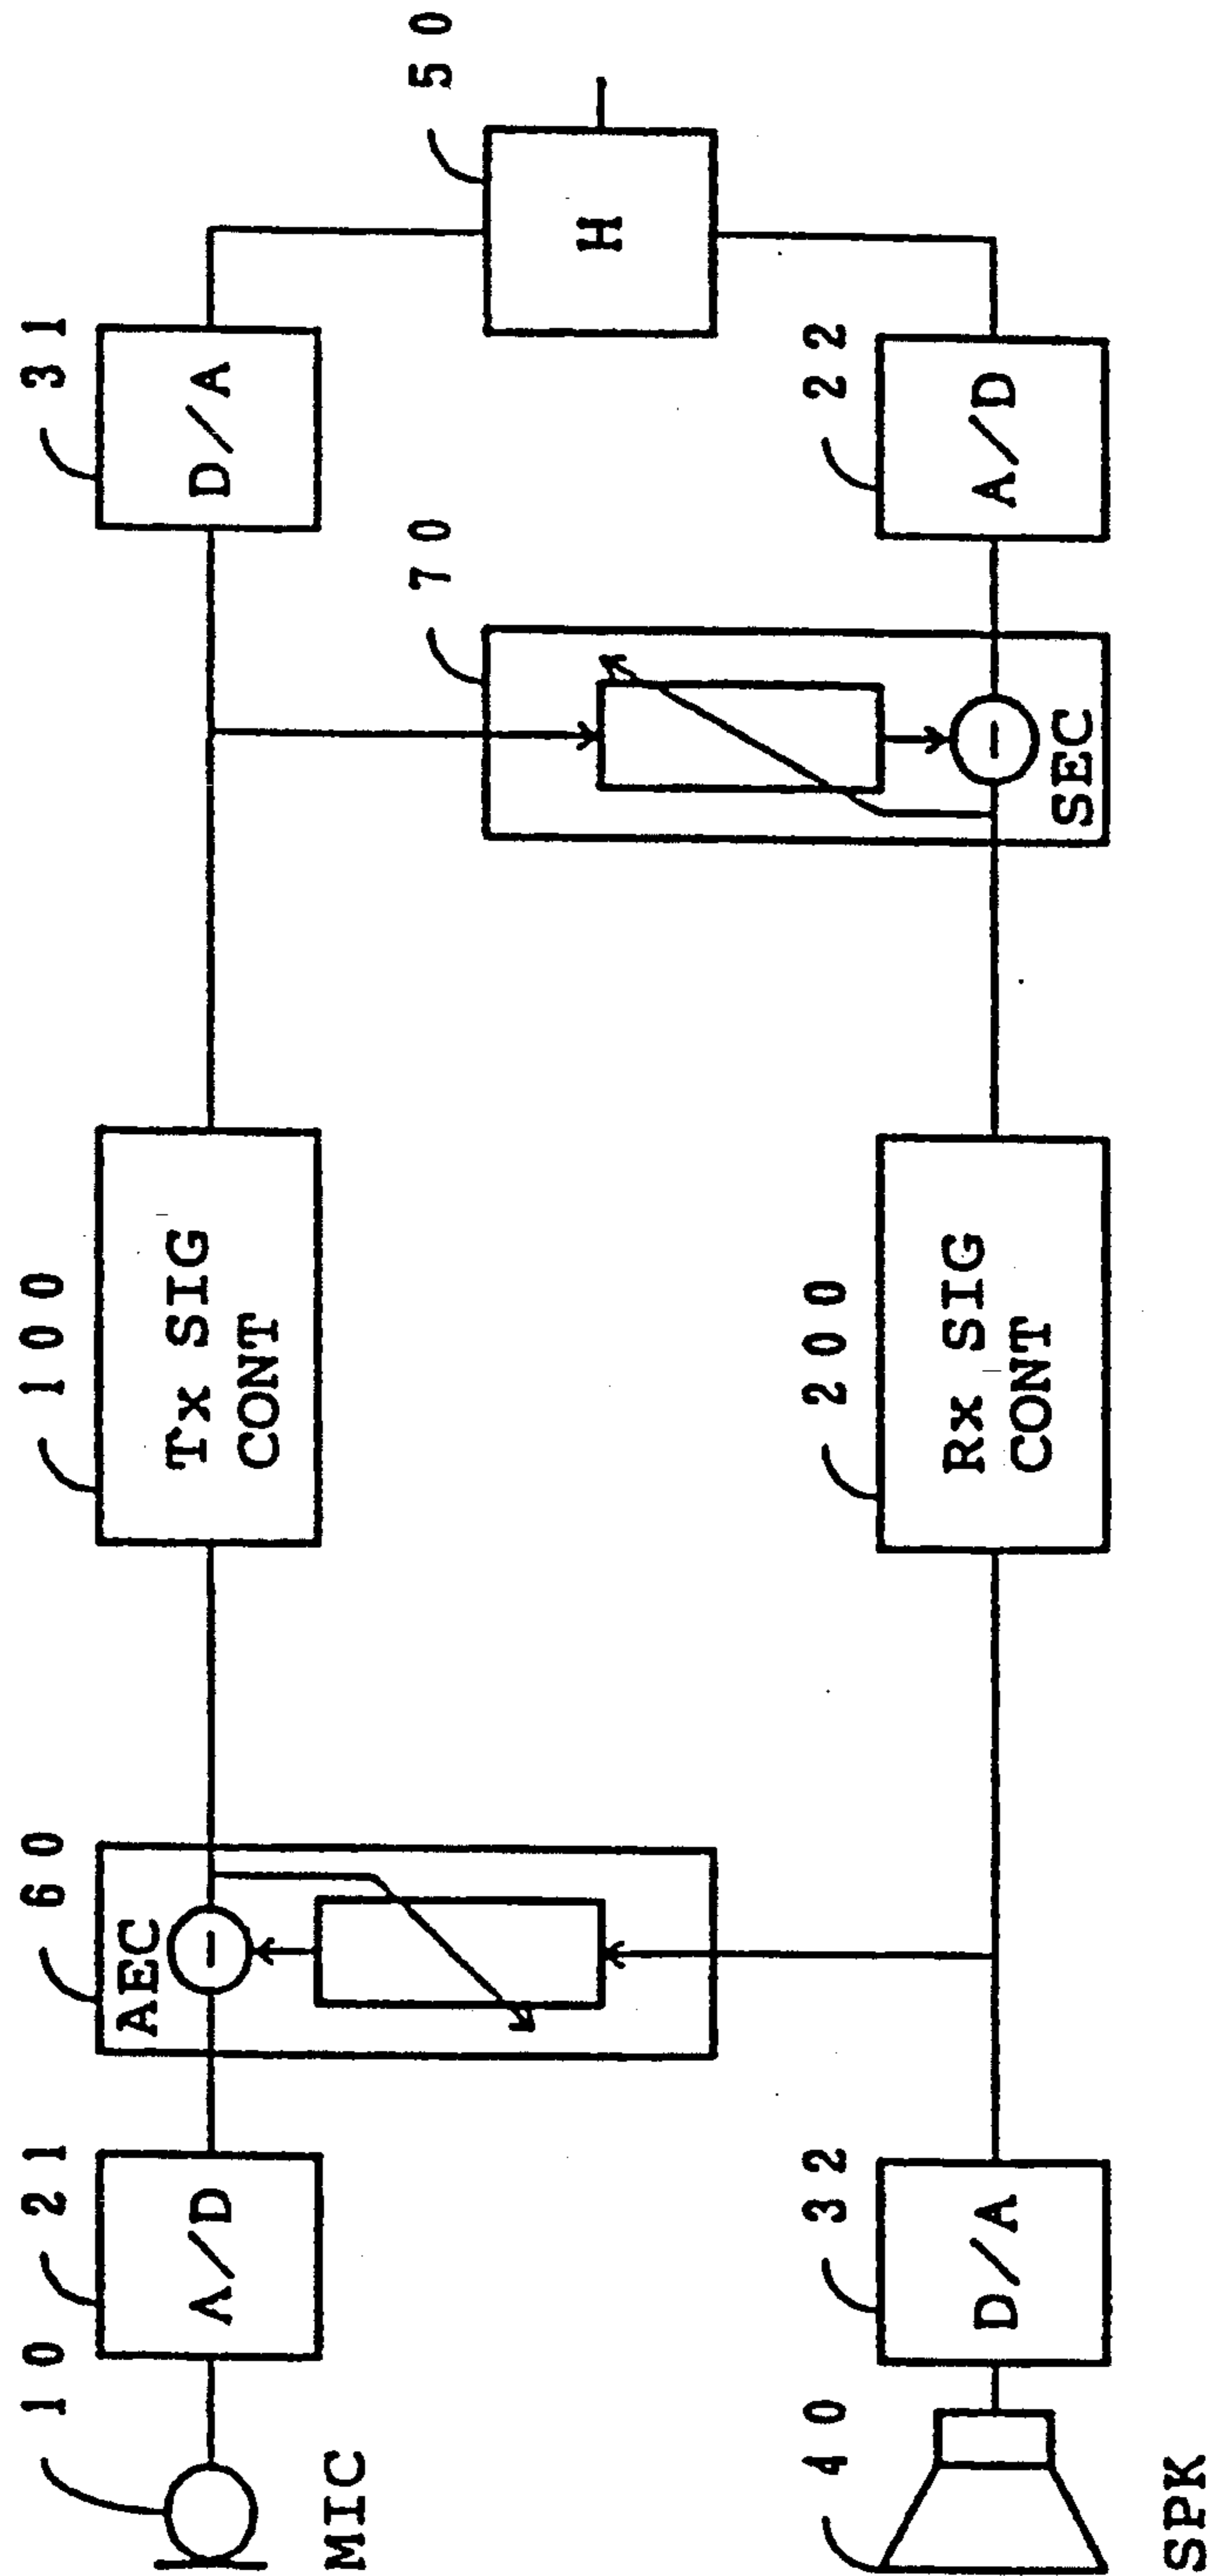 10
MIC
21
A/D
60
AEC
100
Tx SIG
CONT
31
D/A
70
SEC
50
H
40
SPK
32
D/A
200
Rx SIG
CONT
22
A/D